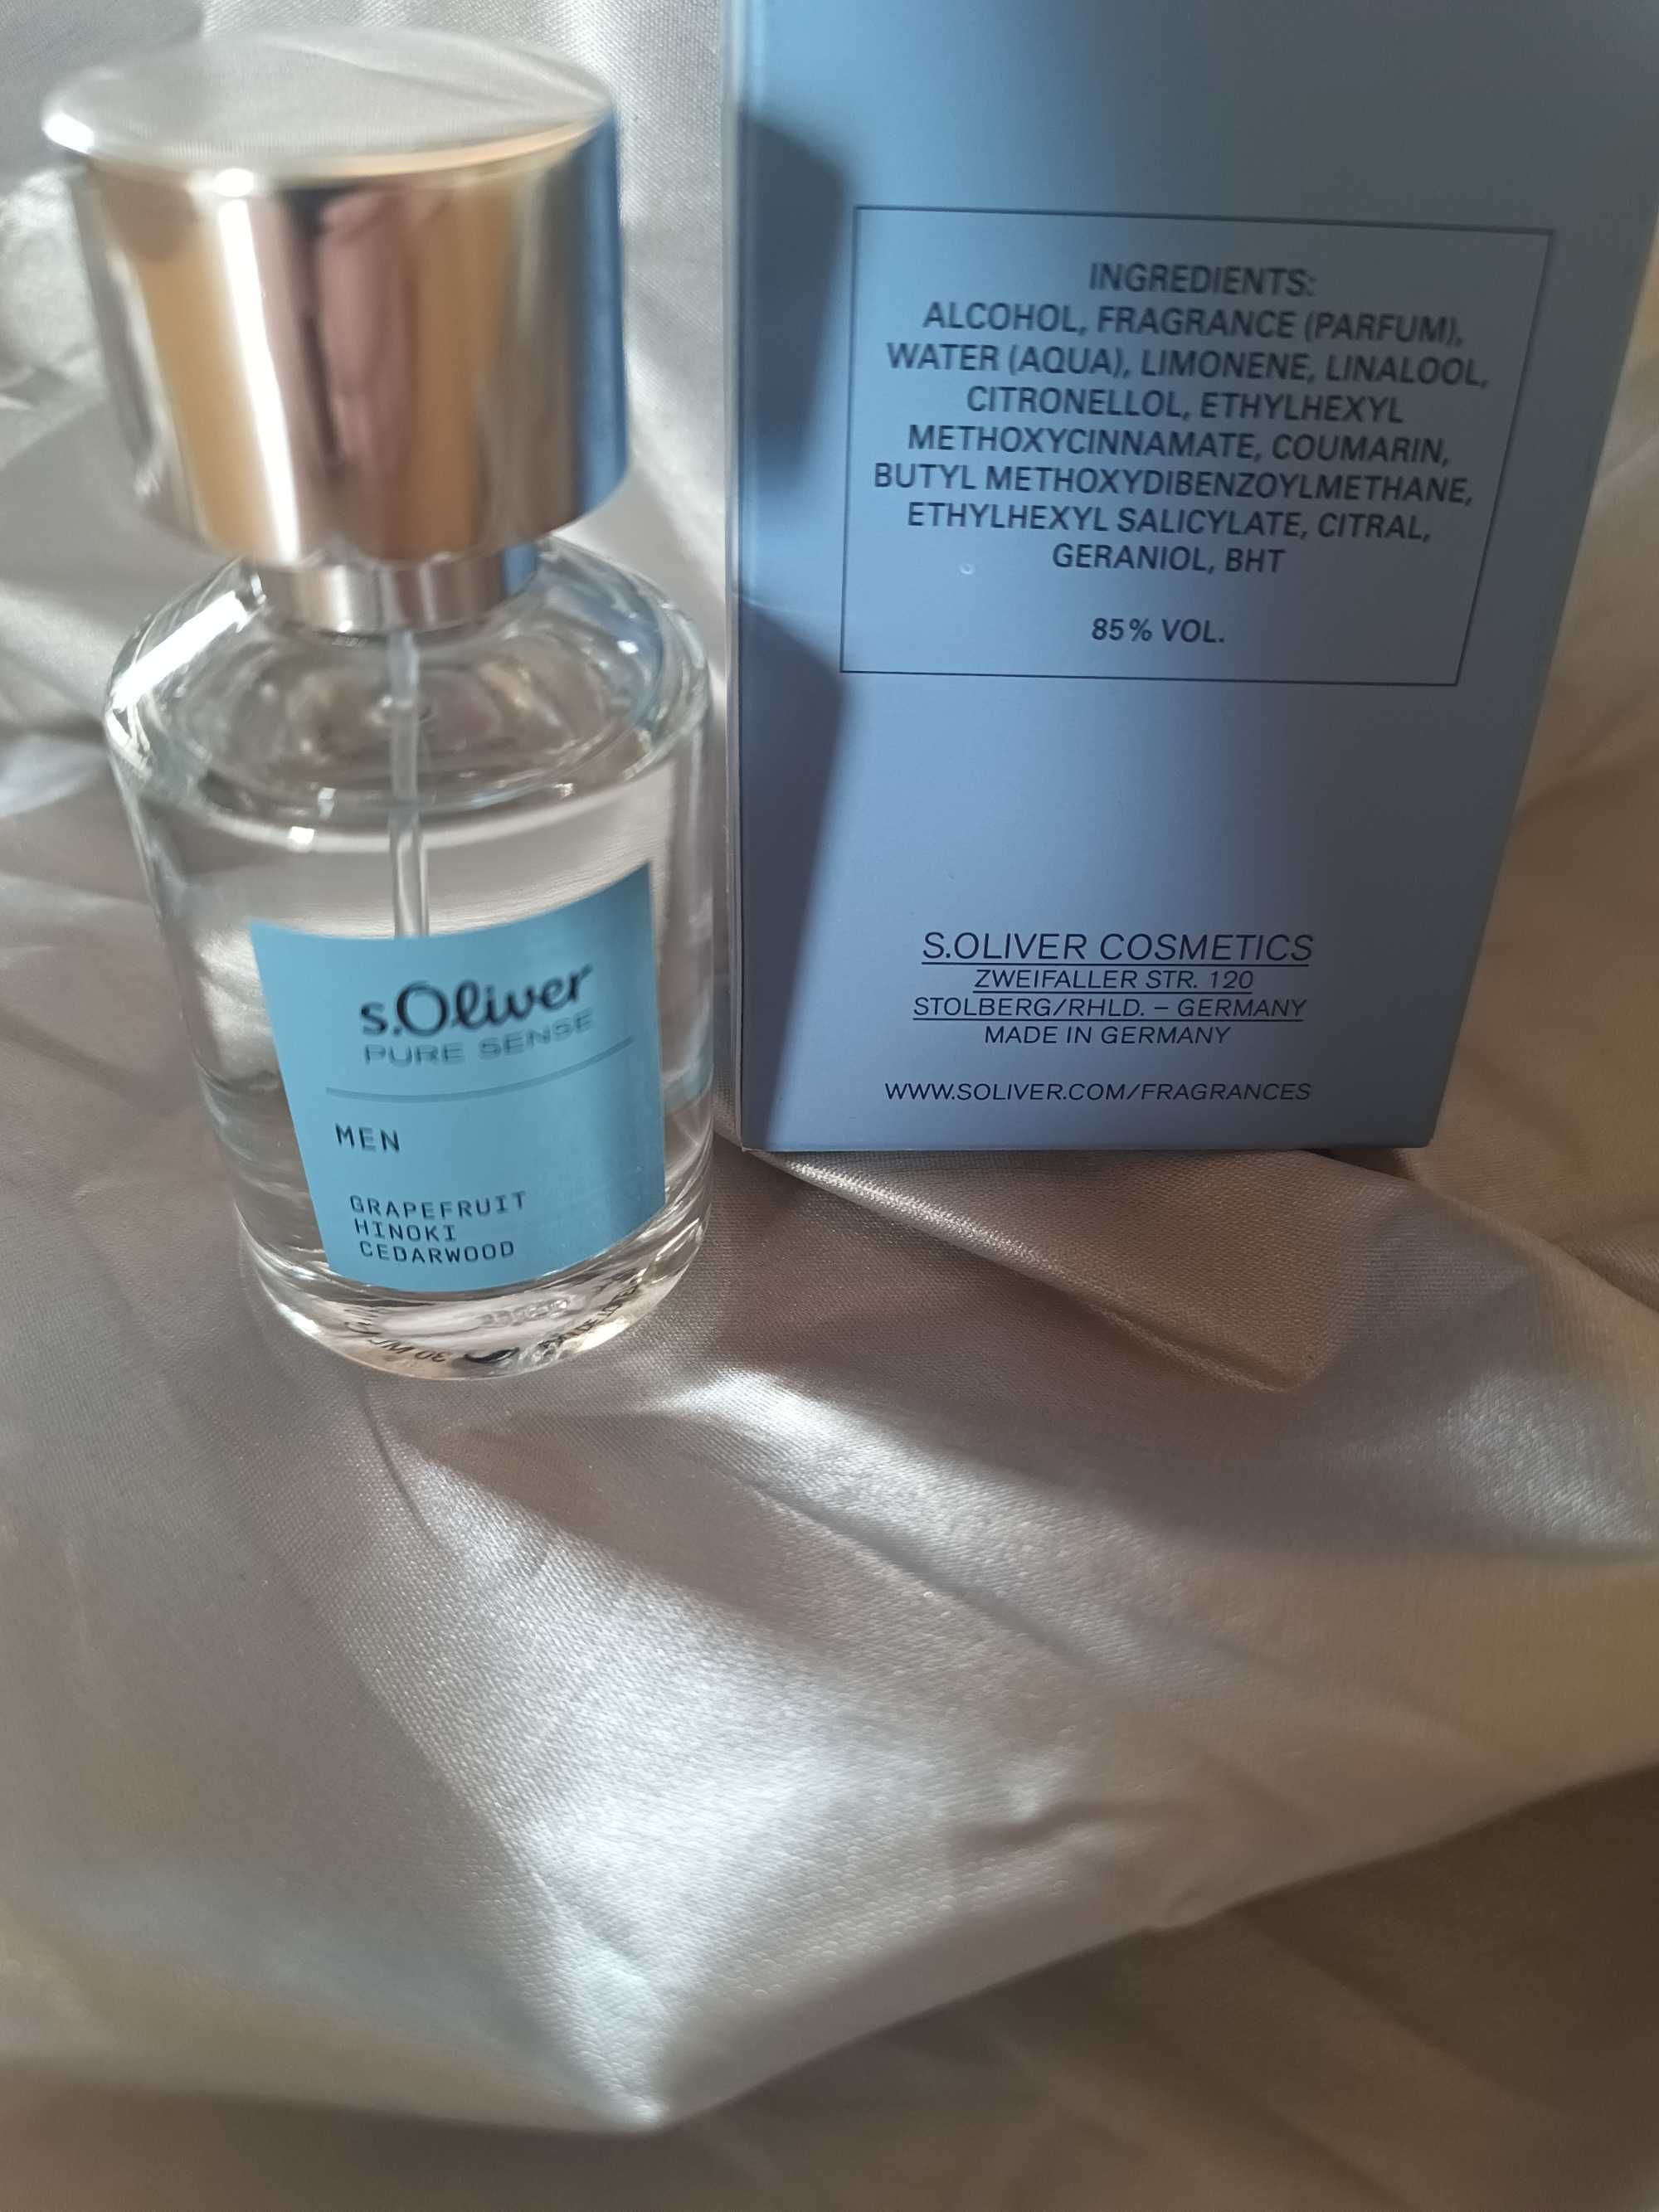 s.Oliver
PURE SENSE
MEN
GRAPEFRUIT
HINOKI
CEDARWOOD
INGREDIENTS:
ALCOHOL, FRAGRANCE (PARFUM),
WATER (AQUA), LIMONENE, LINALOOL,
CITRONELLOL, ETHYLHEXYL
METHOXYCINNAMATE, COUMARIN,
BUTYL METHOXYDIBENZOYLMETHANE,
ETHYLHEXYL SALICYLATE, CITRAL,
GERANIOL, BHT
85% VOL.
S.OLIVER COSMETICS
ZWEIFALLER STR. 120
STOLBERG/RHLD. – GERMANY
MADE IN GERMANY
WWW.SOLIVER.COM/FRAGRANCES